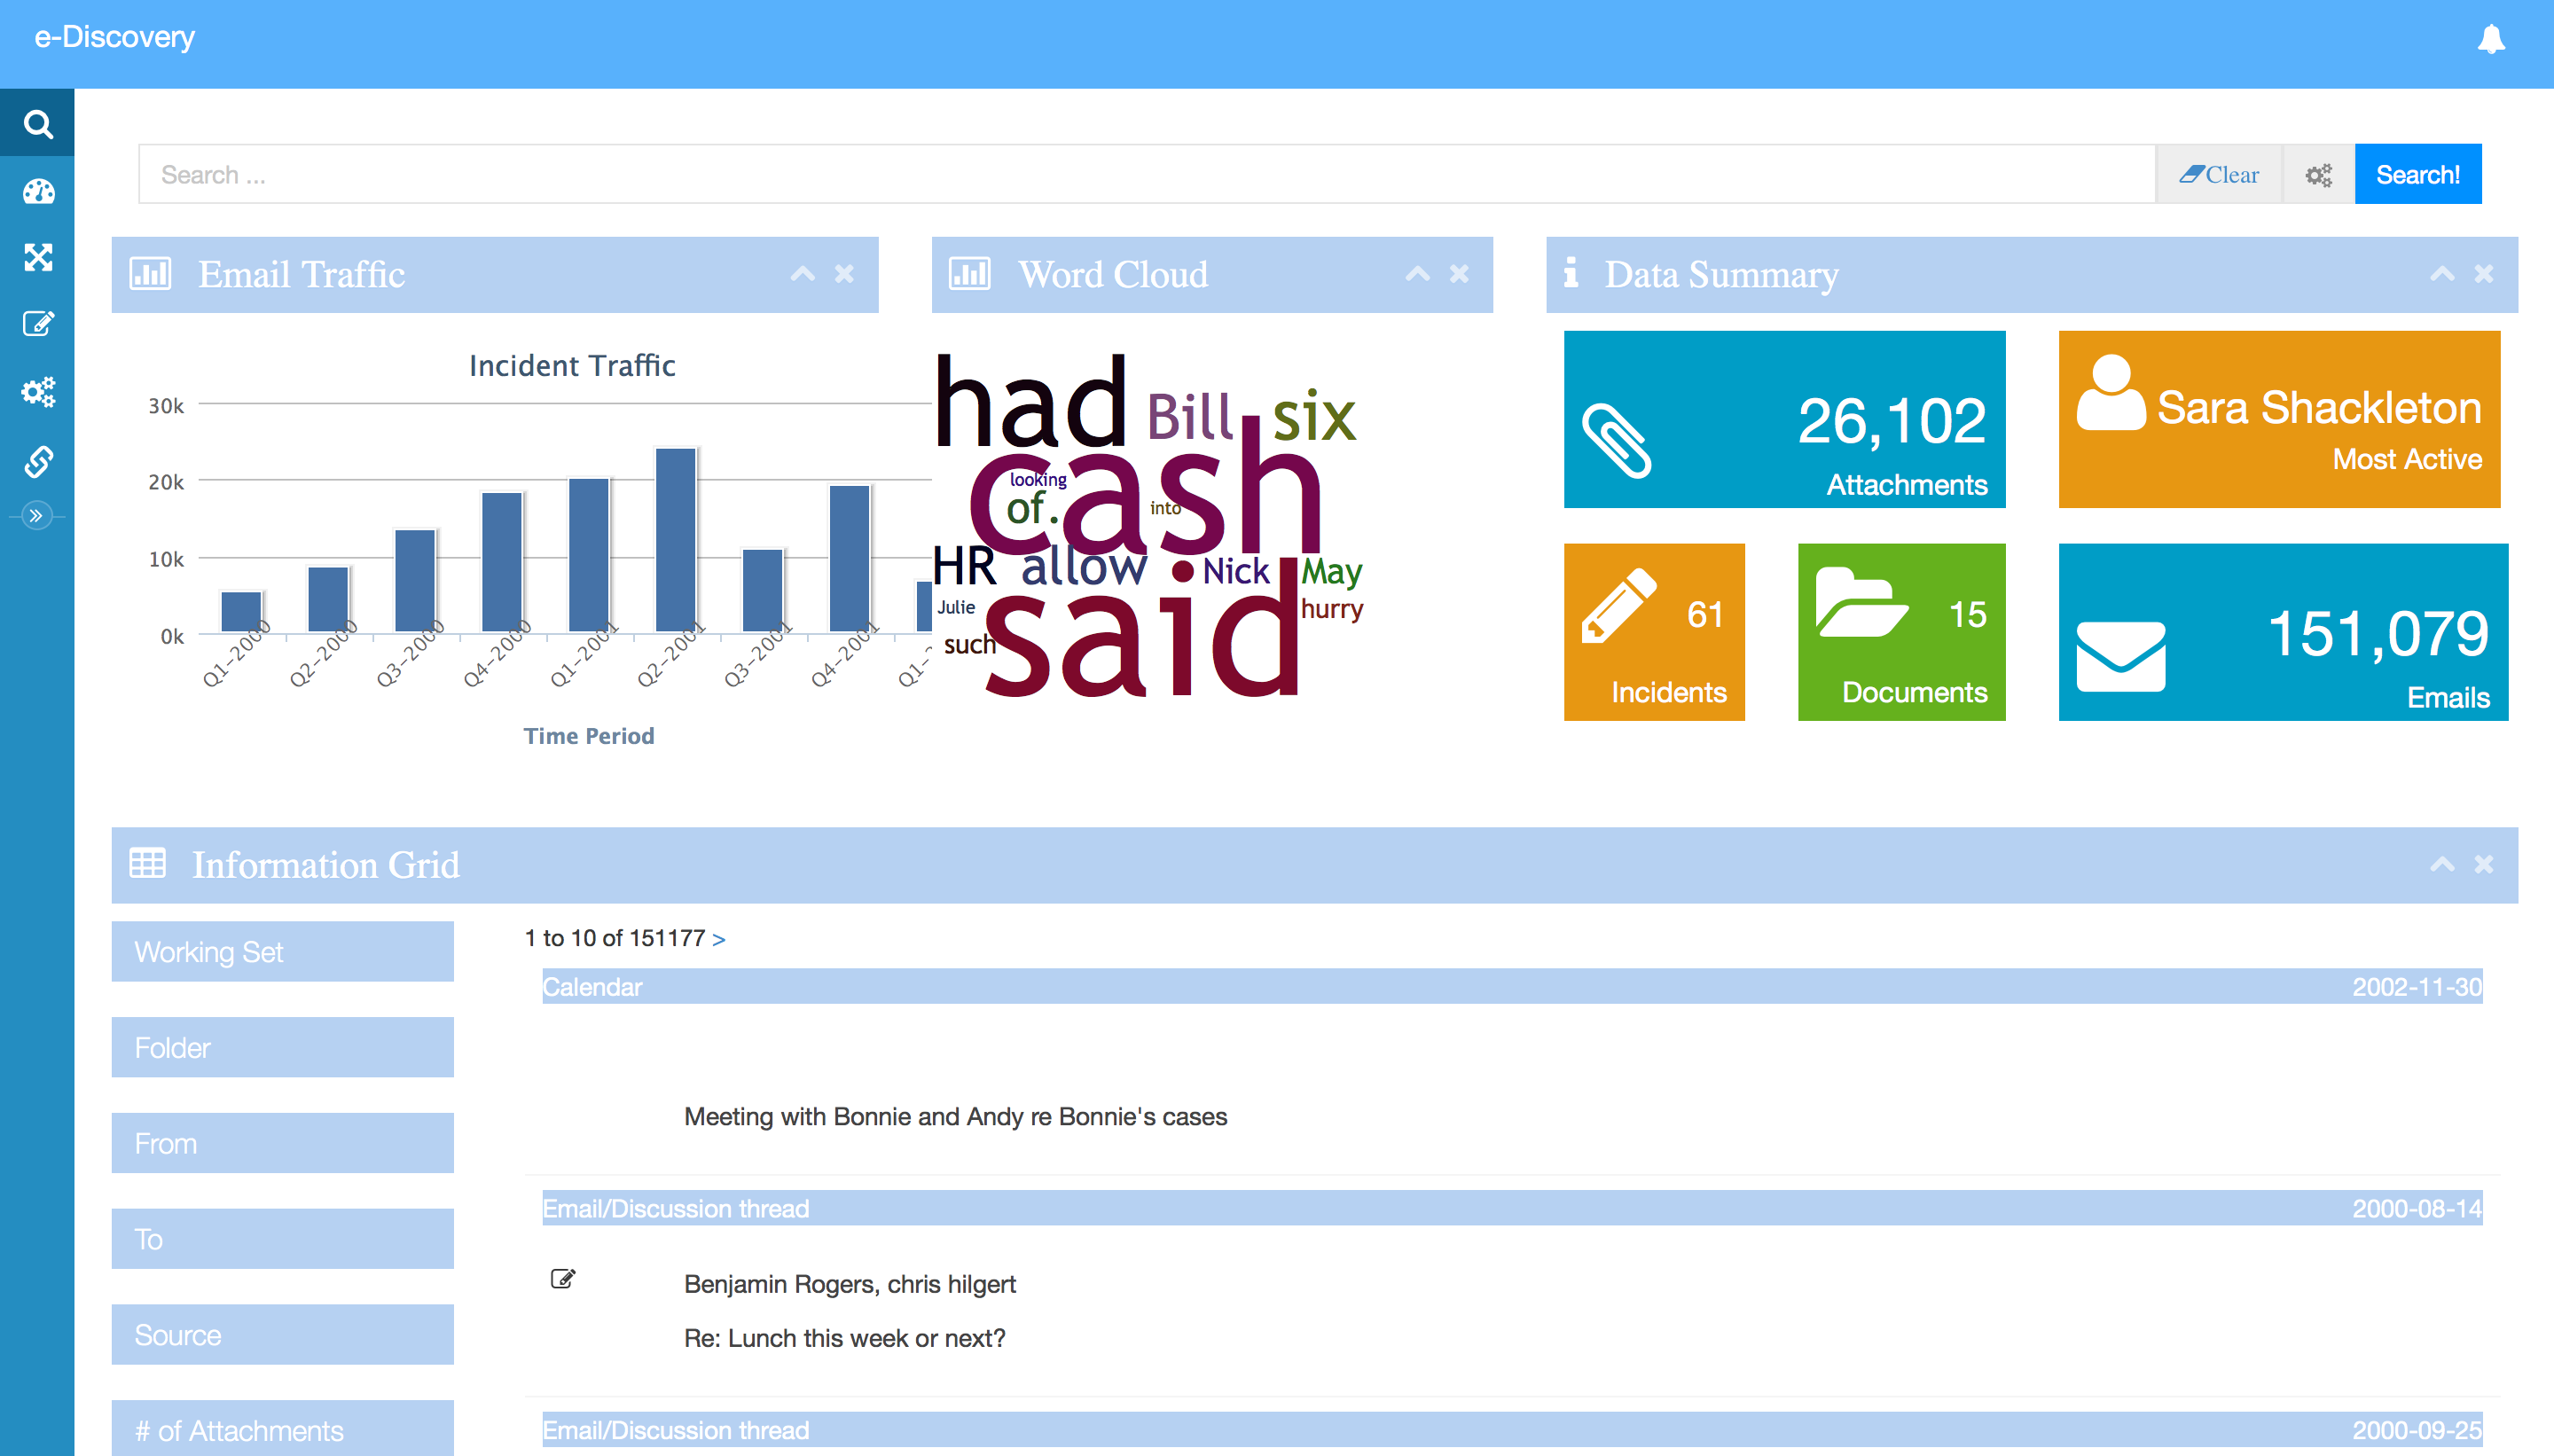 e-Discovery
Search ...
Clear
Search!
Email Traffic
Word Cloud
Data Summary
Incident Traffic
30k
20k
10k
0k
Q1-2000
Q2-2000
Q3-2000
Q4-2000
Q1-2001
Q2-2001
Q3-2001
Q4-2001
Q1-
Time Period
had
Bill
six
cash
looking
of.
into
HR
allow
Nick
May
Julie
said
hurry
such
26,102
Attachments
Sara Shackleton
Most Active
61
Incidents
15
Documents
151,079
Emails
Information Grid
Working Set
Folder
From
To
Source
# of Attachments
1 to 10 of 151177 >
Calendar 2002-11-30
Meeting with Bonnie and Andy re Bonnie's cases
Email/Discussion thread 2000-08-14
Benjamin Rogers, chris hilgert
Re: Lunch this week or next?
Email/Discussion thread 2000-09-25